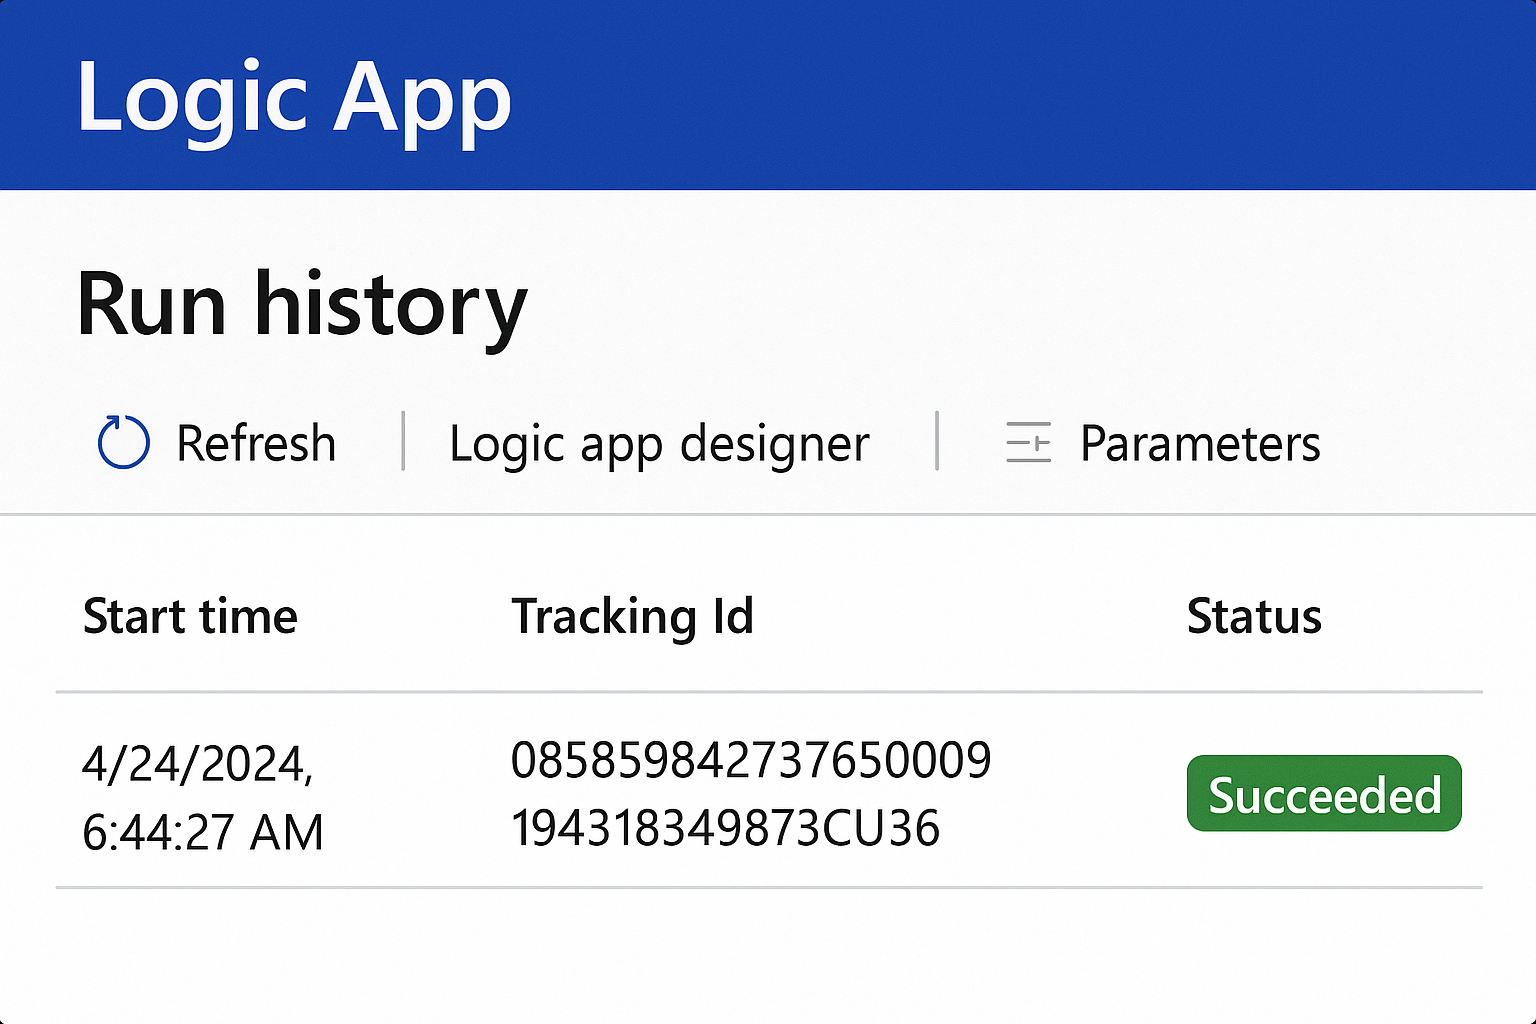 Logic App
Run history
Refresh
Logic app designer
Parameters
Start time
Tracking Id
Status
4/24/2024,
6:44:27 AM
085859842737650009
194318349873CU36
Succeeded